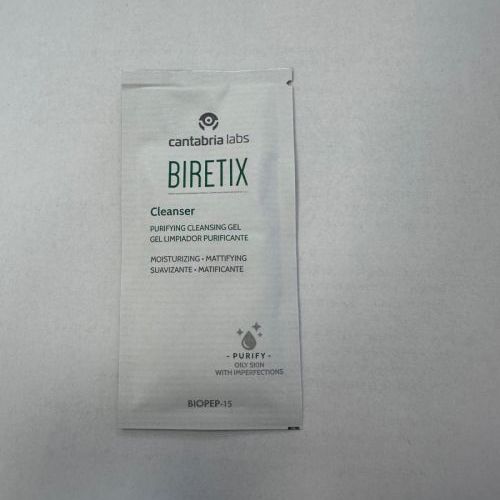 cantabria labs
BIRETIX
Cleanser
PURIFYING CLEANSING GEL
GEL LIMPIADOR PURIFICANTE
MOISTURIZING • MATTIFYING
SUAVIZANTE • MATIFICANTE
- PURIFY -
OILY SKIN
WITH IMPERFECTIONS
BIOPEP-15